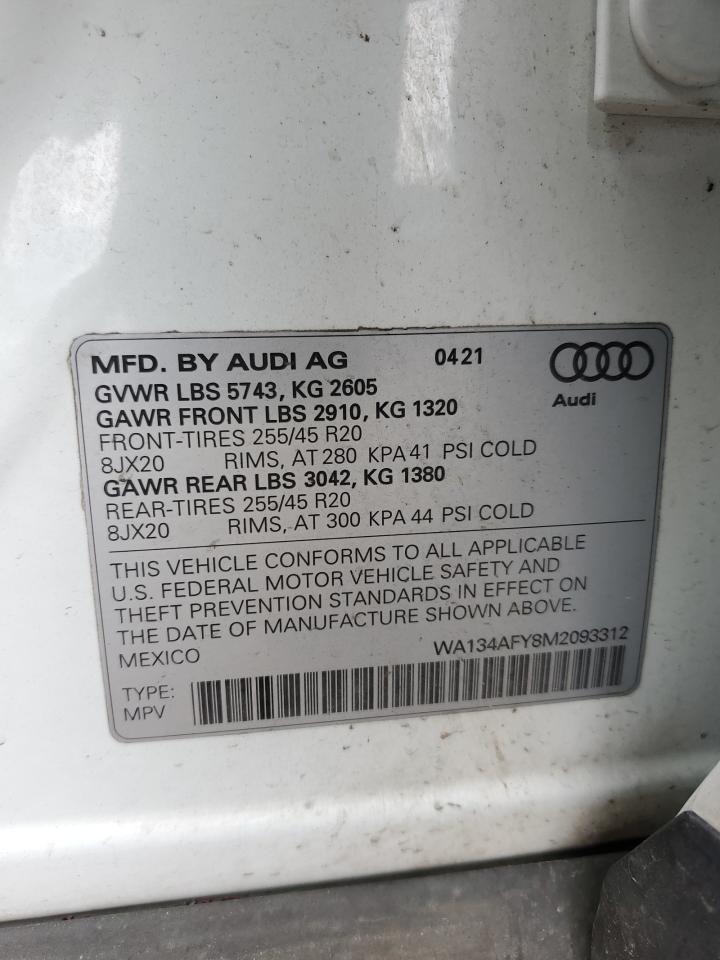 MFD. BY AUDI AG 0421
Audi
GVWR LBS 5743, KG 2605
GAWR FRONT LBS 2910, KG 1320
FRONT-TIRES 255/45 R20
8JX20 RIMS, AT 280 KPA 41 PSI COLD
GAWR REAR LBS 3042, KG 1380
REAR-TIRES 255/45 R20
8JX20 RIMS, AT 300 KPA 44 PSI COLD
THIS VEHICLE CONFORMS TO ALL APPLICABLE
U.S. FEDERAL MOTOR VEHICLE SAFETY AND
THEFT PREVENTION STANDARDS IN EFFECT ON
THE DATE OF MANUFACTURE SHOWN ABOVE.
MEXICO WA134AFY8M2093312
TYPE:
MPV